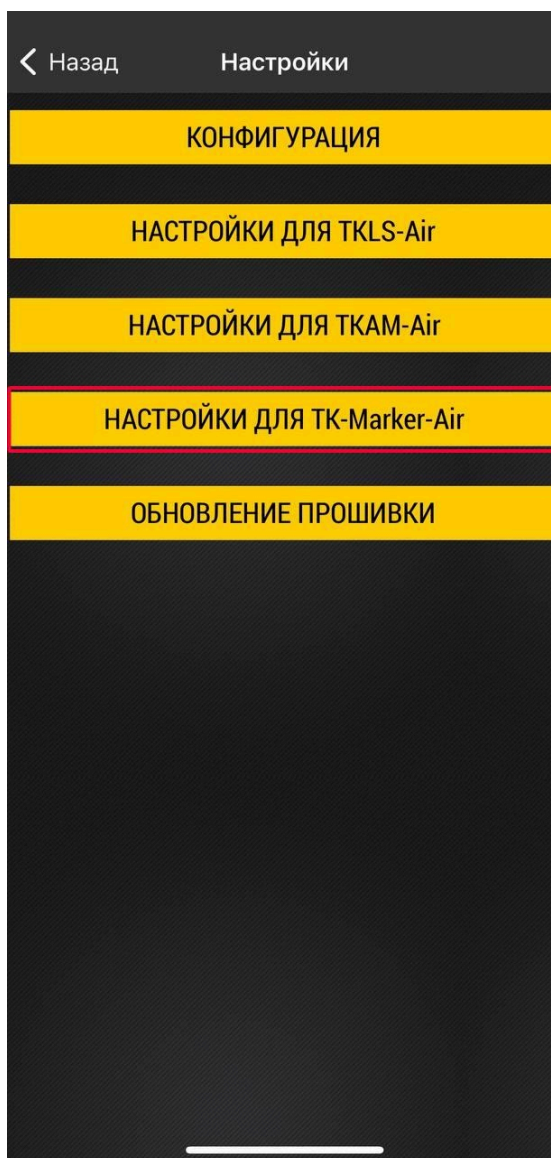 Назад
Настройки
КОНФИГУРАЦИЯ
НАСТРОЙКИ ДЛЯ TKLS-Air
НАСТРОЙКИ ДЛЯ TKAM-Air
НАСТРОЙКИ ДЛЯ TK-Marker-Air
ОБНОВЛЕНИЕ ПРОШИВКИ